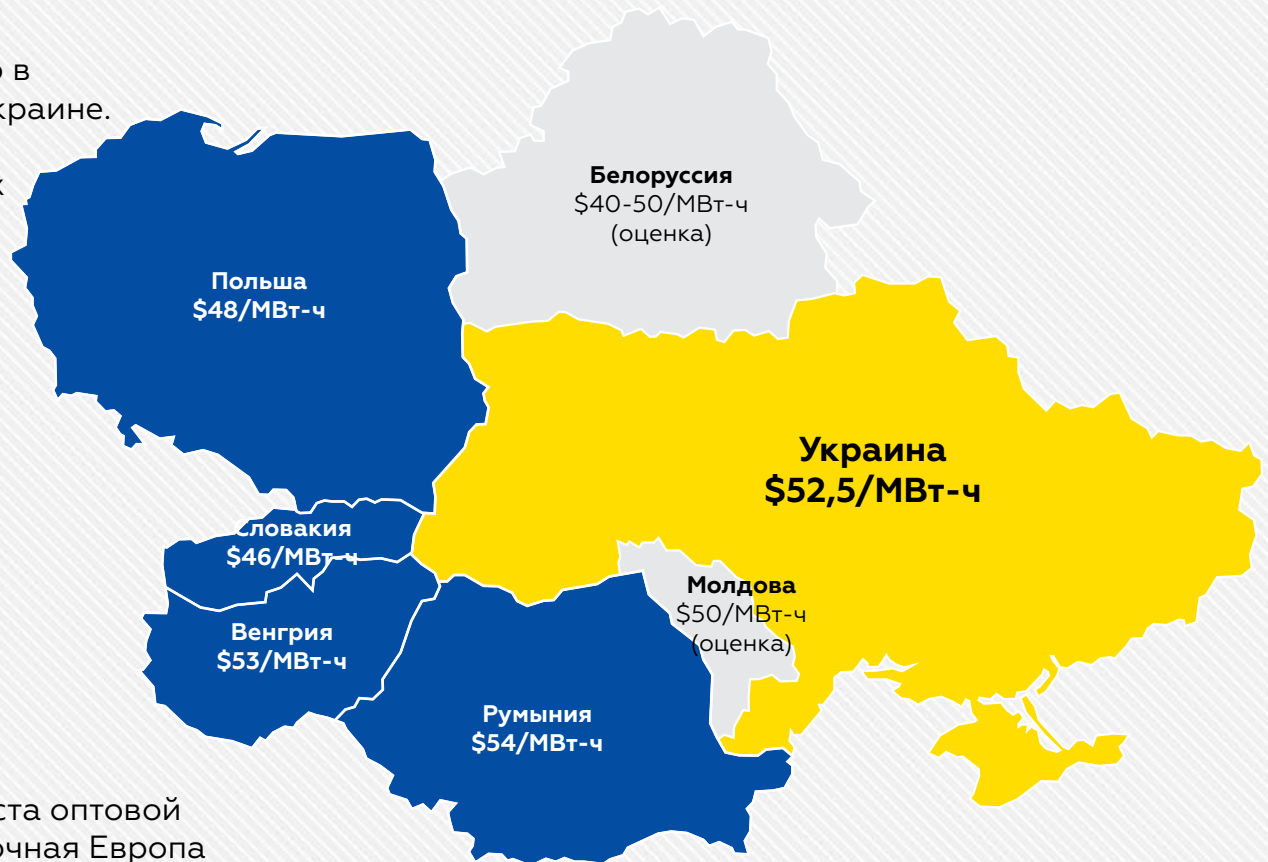 в
краине.
Белоруссия
$40-50/МВт-ч
(оценка)
Польша
$48/МВт-ч
Украина
$52,5/МВт-ч
Словакия
$46/МВт-ч
Молдова
$50/МВт-ч
(оценка)
Венгрия
$53/МВт-ч
Румыния
$54/МВт-ч
ста оптовой
очная Европа